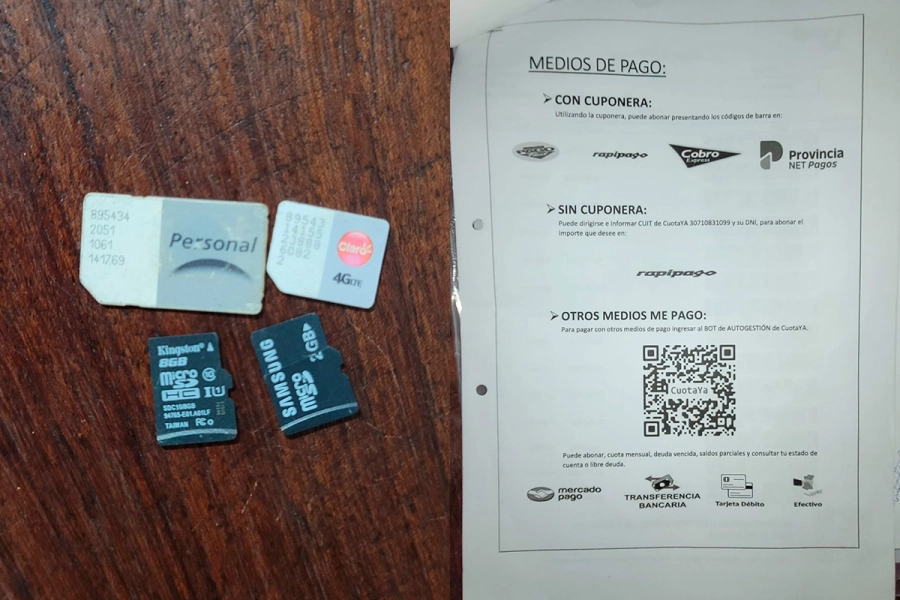 895434
2051
1061
141769
Personal
Claro
4G LTE
Kingston
8GB
micro
HC I U1
SDC10/8GB
TAIWAN
SAMSUNG
2GB
micro
MEDIOS DE PAGO:
CON CUPONERA:
Utilizando la cuponera, puede abonar presentando los códigos de barra en:
rapipago
Cobro
Express
Provincia
NET Pagos
SIN CUPONERA:
Puede dirigirse e informar CUIT de CuotaYA 30710831099 y su DNI, para abonar el
importe que desee en:
rapipago
OTROS MEDIOS ME PAGO:
Para pagar con otros medios de pago ingresar al BOT de AUTOGESTIÓN de CuotaYA.
CuotaYa
Puede abonar, cuota mensual, deuda vencida, saldos parciales y consultar tu estado de
cuenta o libre deuda.
mercado
pago
TRANSFERENCIA
BANCARIA
Tarjeta Débito
Efectivo